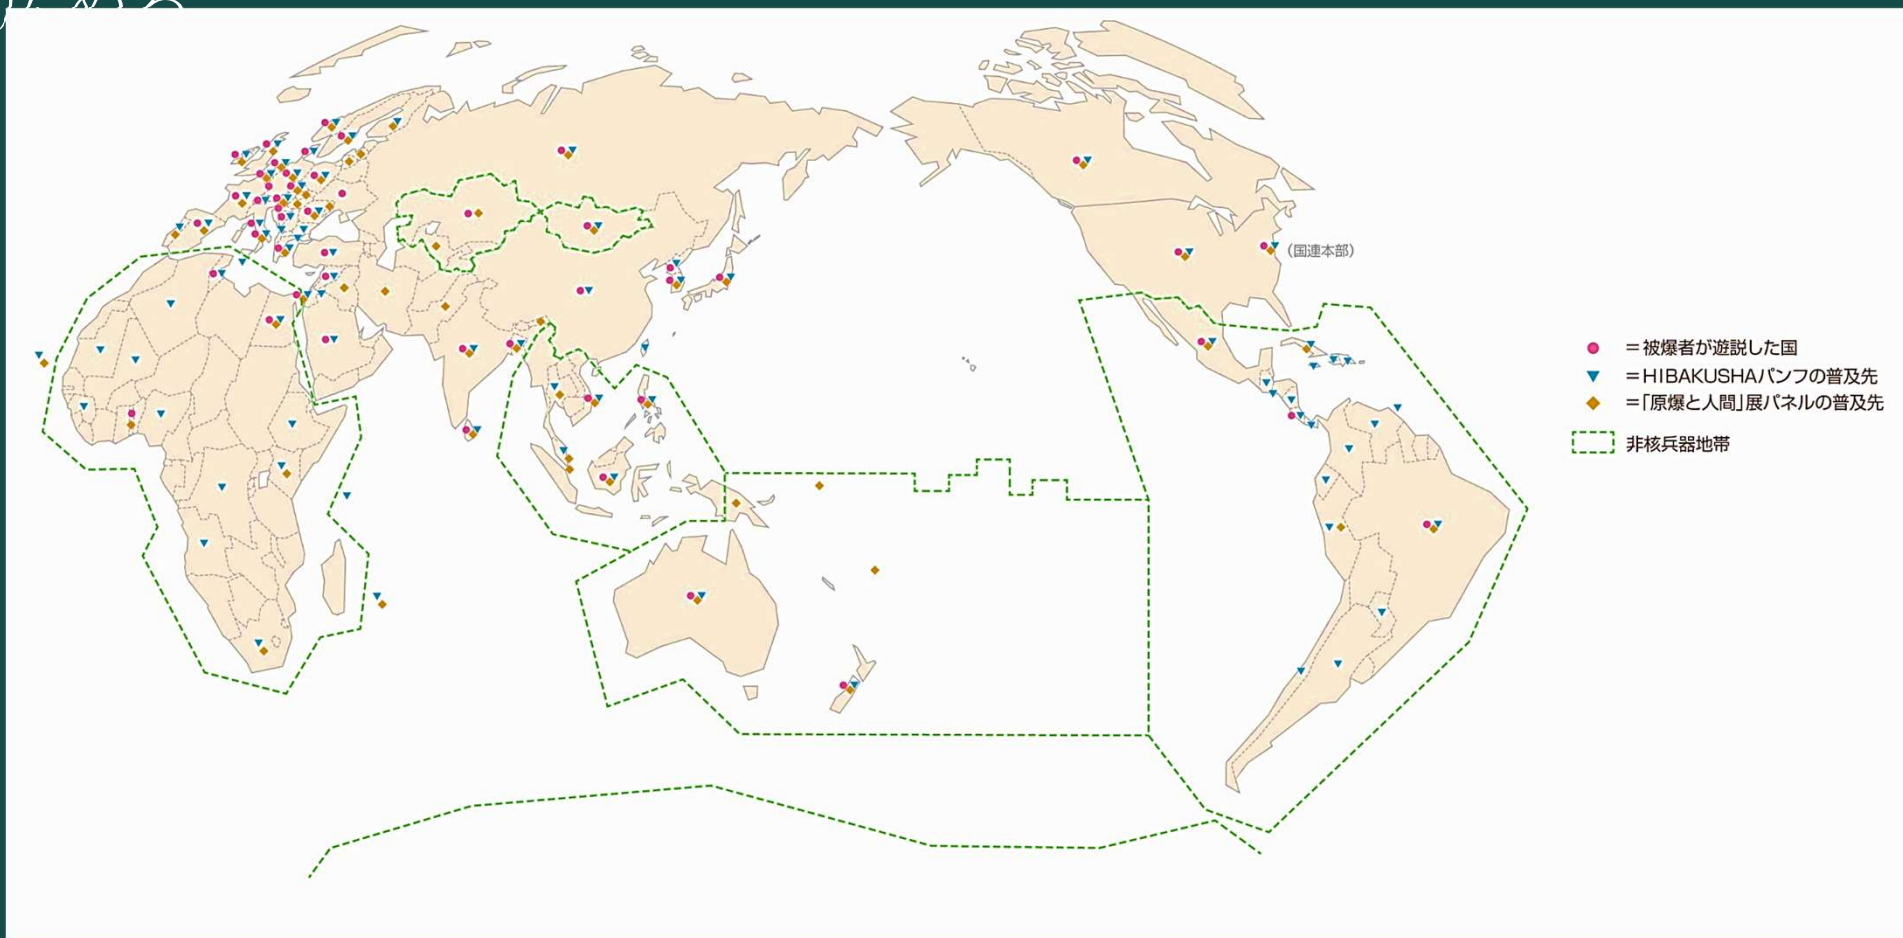 (国連本部)
＝被爆者が遊説した国
＝HIBAKUSHAパンフの普及先
＝「原爆と人間」展パネルの普及先
非核兵器地帯